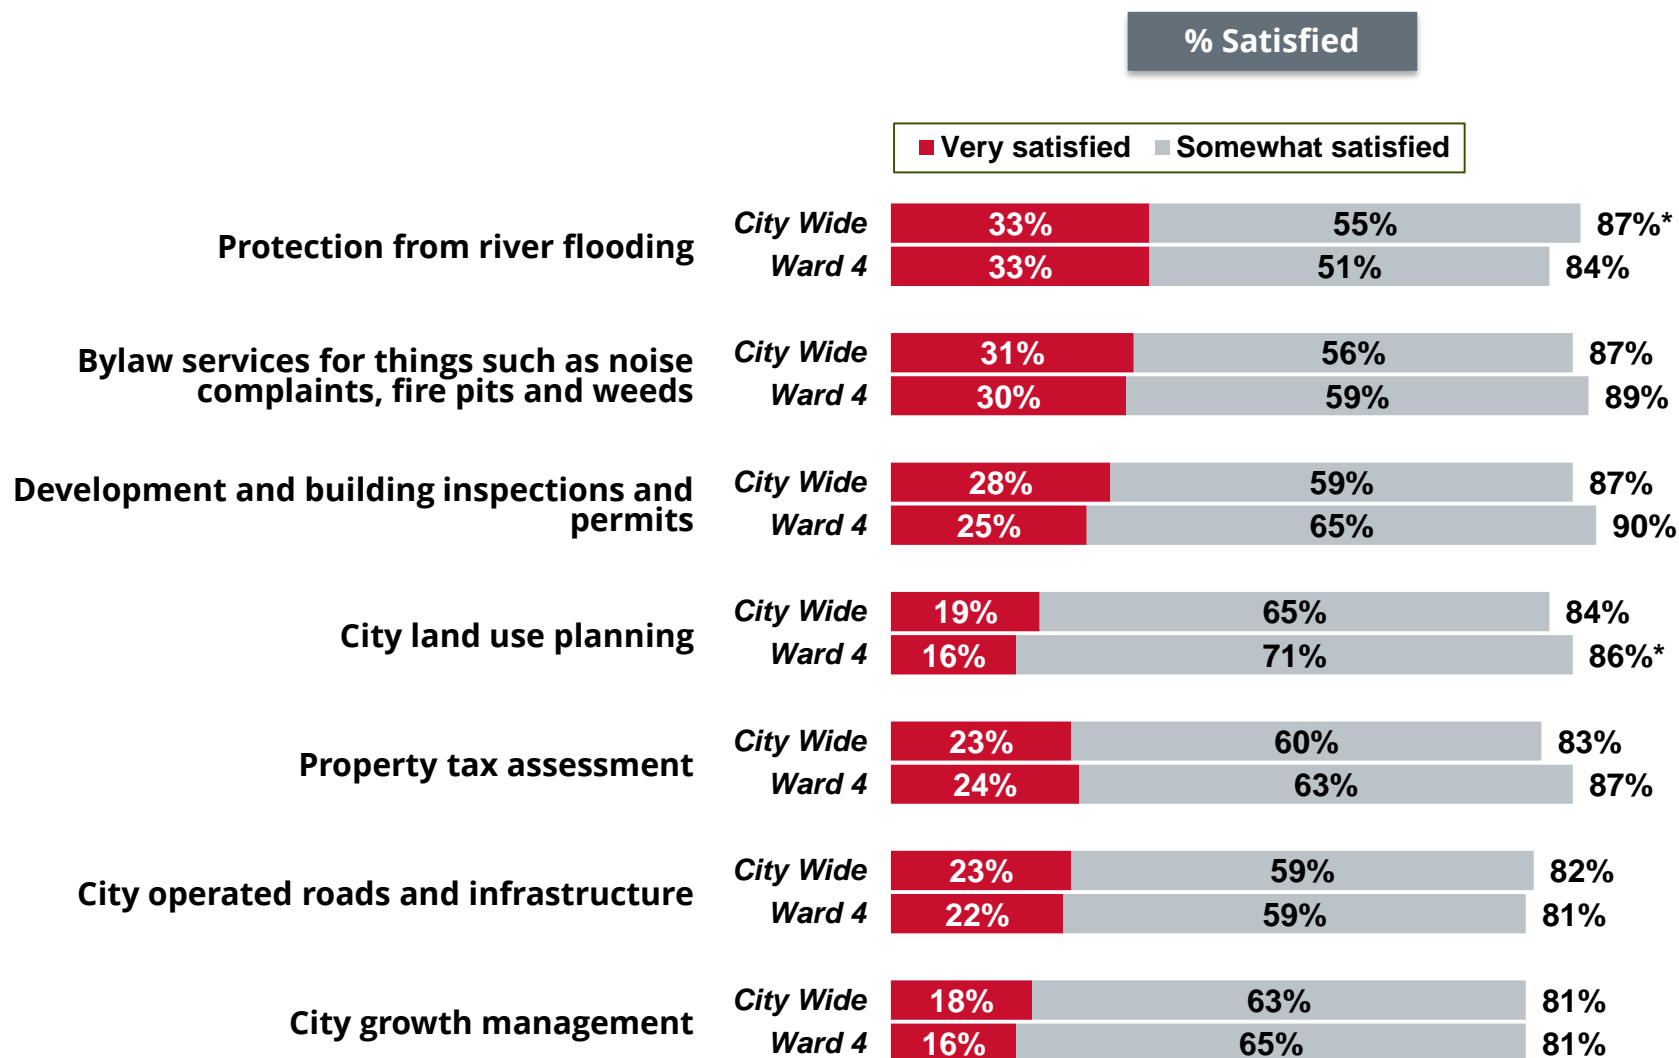 % Satisfied
Very satisfied Somewhat satisfied
Protection from river flooding
City Wide 33% 55% 87%*
Ward 4 33% 51% 84%
Bylaw services for things such as noise
complaints, fire pits and weeds
City Wide 31% 56% 87%
Ward 4 30% 59% 89%
Development and building inspections and
permits
City Wide 28% 59% 87%
Ward 4 25% 65% 90%
City land use planning
City Wide 19% 65% 84%
Ward 4 16% 71% 86%*
Property tax assessment
City Wide 23% 60% 83%
Ward 4 24% 63% 87%
City operated roads and infrastructure
City Wide 23% 59% 82%
Ward 4 22% 59% 81%
City growth management
City Wide 18% 63% 81%
Ward 4 16% 65% 81%